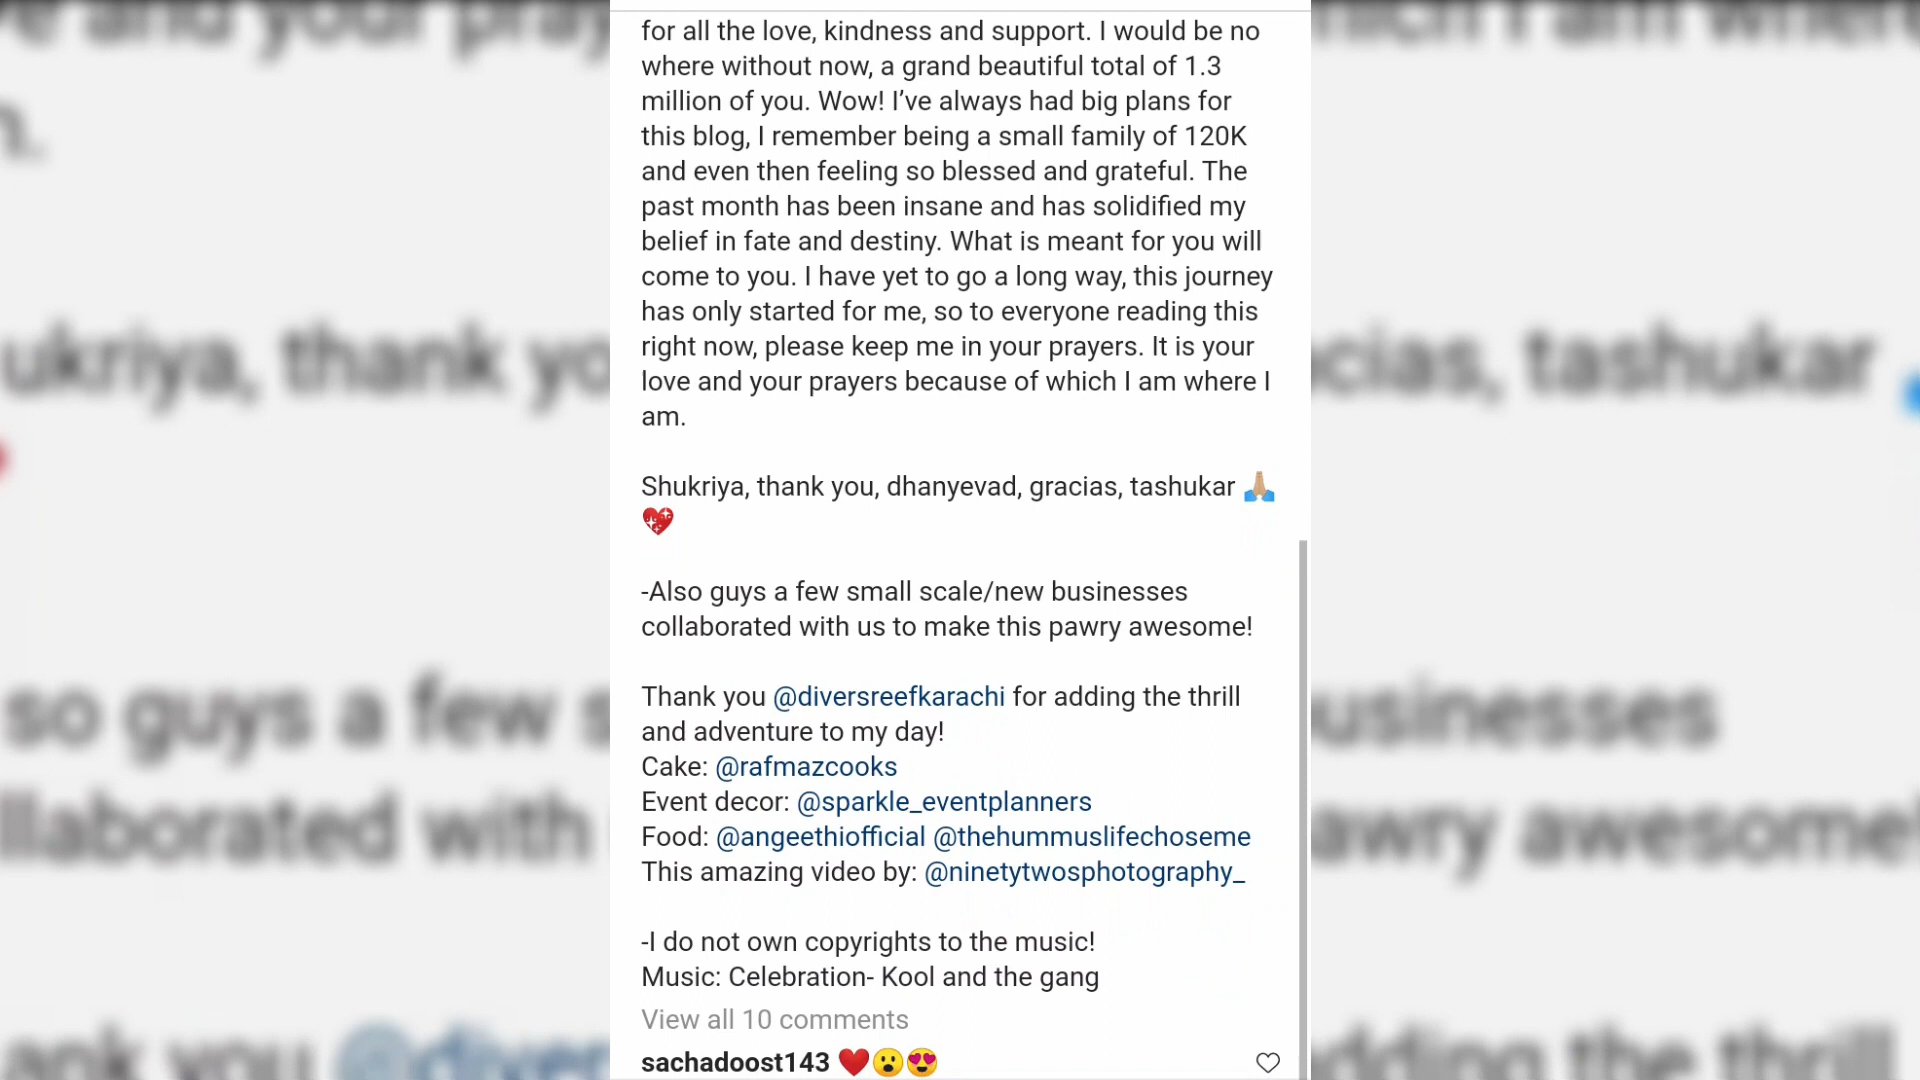 for all the love, kindness and support. I would be no
where without now, a grand beautiful total of 1.3
million of you. Wow! I’ve always had big plans for
this blog, I remember being a small family of 120K
and even then feeling so blessed and grateful. The
past month has been insane and has solidified my
belief in fate and destiny. What is meant for you will
come to you. I have yet to go a long way, this journey
has only started for me, so to everyone reading this
right now, please keep me in your prayers. It is your
love and your prayers because of which I am where I
am.
Shukriya, thank you, dhanyevad, gracias, tashukar 🙏🏼
💖
-Also guys a few small scale/new businesses
collaborated with us to make this pawry awesome!
Thank you @diversreefkarachi for adding the thrill
and adventure to my day!
Cake: @rafmazcooks
Event decor: @sparkle_eventplanners
Food: @angeethiofficial @thehummuslifechoseme
This amazing video by: @ninetytwosphotography_
-I do not own copyrights to the music!
Music: Celebration- Kool and the gang
View all 10 comments
sachadoost143 ❤️😮😍